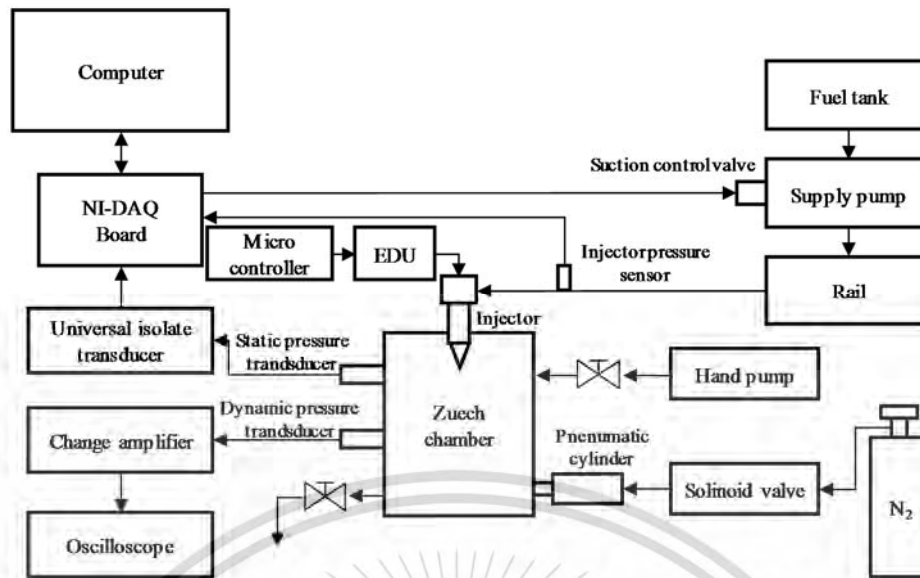 Computer
Fuel tank
Suction control valve
Supply pump
NI-DAQ
Board
Micro
controller
EDU
Injector pressure
sensor
Rail
Injector
Universal isolate
transducer
Static pressure
trandsducer
Hand pump
Zuech
chamber
Dynamic pressure
trandsducer
Change amplifier
Pnenumatic
cylinder
Solinoid valve
N2
Oscilloscope